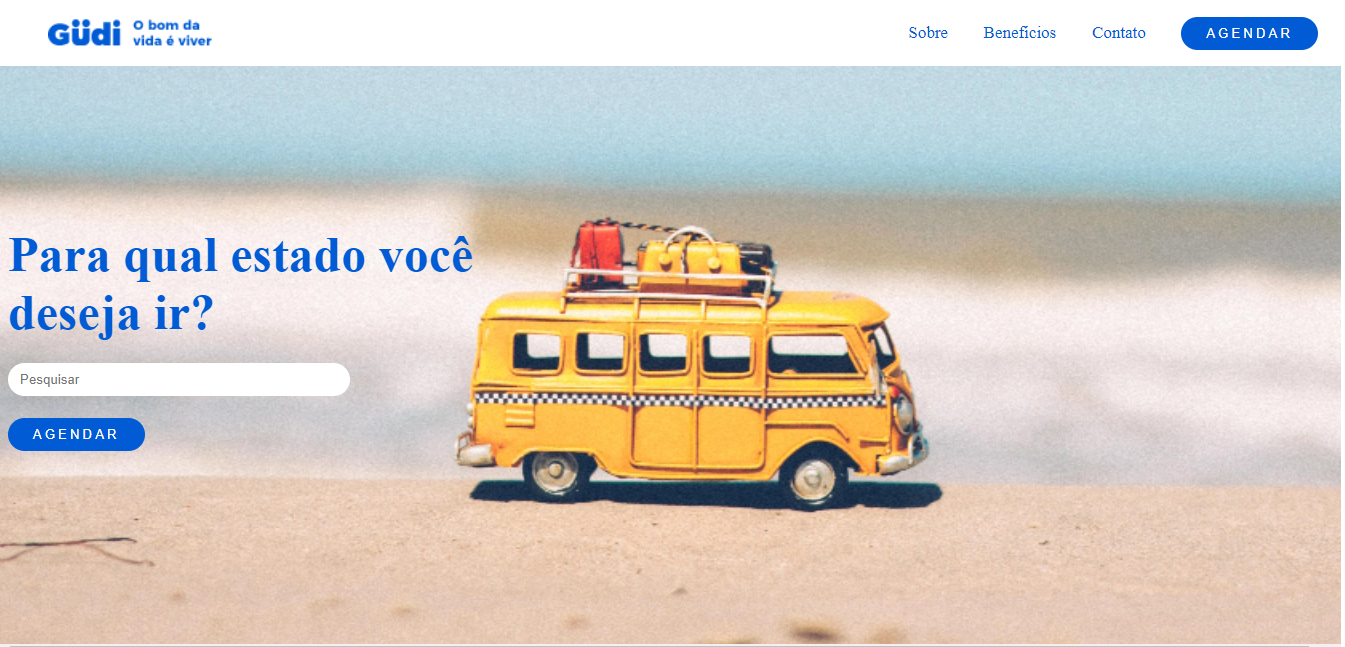 Güdi
O bom da
vida é viver
Sobre
Benefícios
Contato
AGENDAR
Para qual estado você
deseja ir?
Pesquisar
AGENDAR